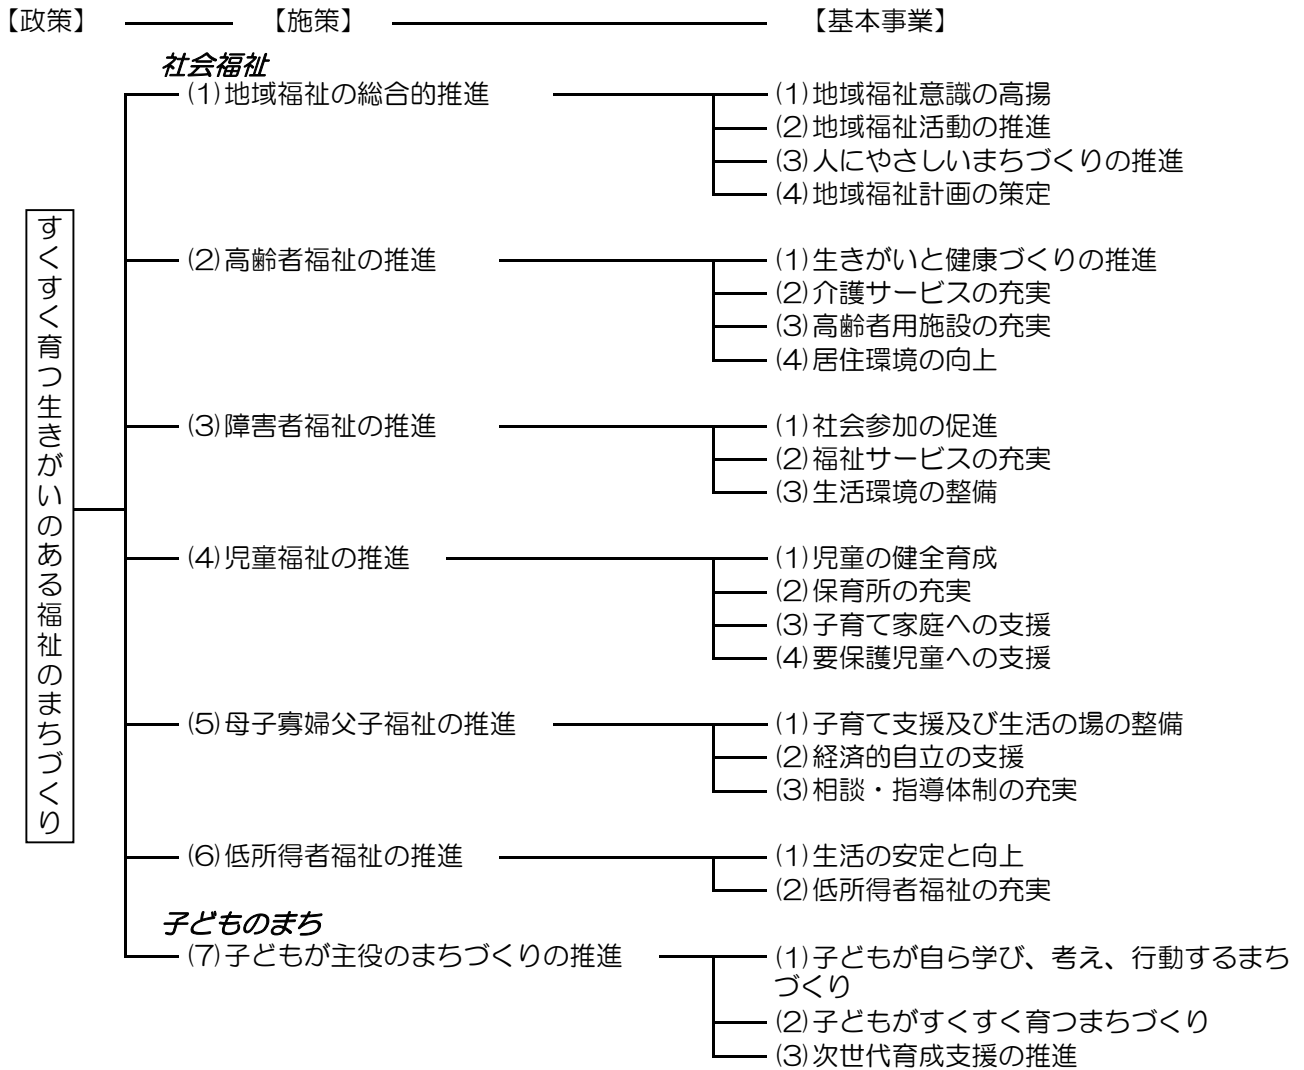 【政策】 【施策】 【基本事業】
すくすく育つ生きがいのある福祉のまちづくり
社会福祉
(1)地域福祉の総合的推進
(1)地域福祉意識の高揚
(2)地域福祉活動の推進
(3)人にやさしいまちづくりの推進
(4)地域福祉計画の策定
(2)高齢者福祉の推進
(1)生きがいと健康づくりの推進
(2)介護サービスの充実
(3)高齢者用施設の充実
(4)居住環境の向上
(3)障害者福祉の推進
(1)社会参加の促進
(2)福祉サービスの充実
(3)生活環境の整備
(4)児童福祉の推進
(1)児童の健全育成
(2)保育所の充実
(3)子育て家庭への支援
(4)要保護児童への支援
(5)母子寡婦父子福祉の推進
(1)子育て支援及び生活の場の整備
(2)経済的自立の支援
(3)相談・指導体制の充実
(6)低所得者福祉の推進
(1)生活の安定と向上
(2)低所得者福祉の充実
子どものまち
(7)子どもが主役のまちづくりの推進
(1)子どもが自ら学び、考え、行動するまち
づくり
(2)子どもがすくすく育つまちづくり
(3)次世代育成支援の推進